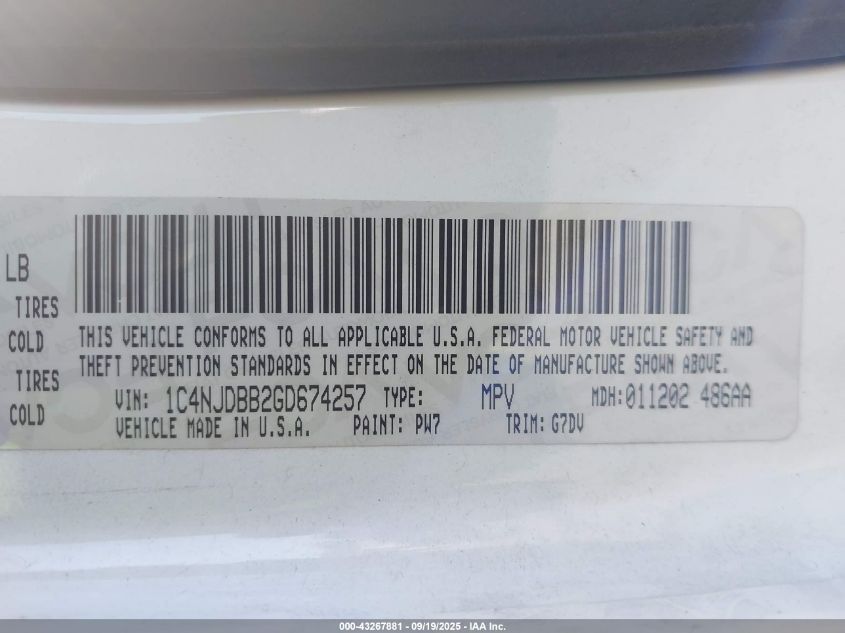 LB
TIRES
COLD
TIRES
COLD
THIS VEHICLE CONFORMS TO ALL APPLICABLE U.S.A. FEDERAL MOTOR VEHICLE SAFETY AND
THEFT PREVENTION STANDARDS IN EFFECT ON THE DATE OF MANUFACTURE SHOWN ABOVE.
VIN: 1C4NJDBB2GD674257 TYPE: MPV MDH:011202 486AA
VEHICLE MADE IN U.S.A. PAINT: PW7 TRIM: G7DV
000-43267881 - 09/19/2025 - IAA Inc.